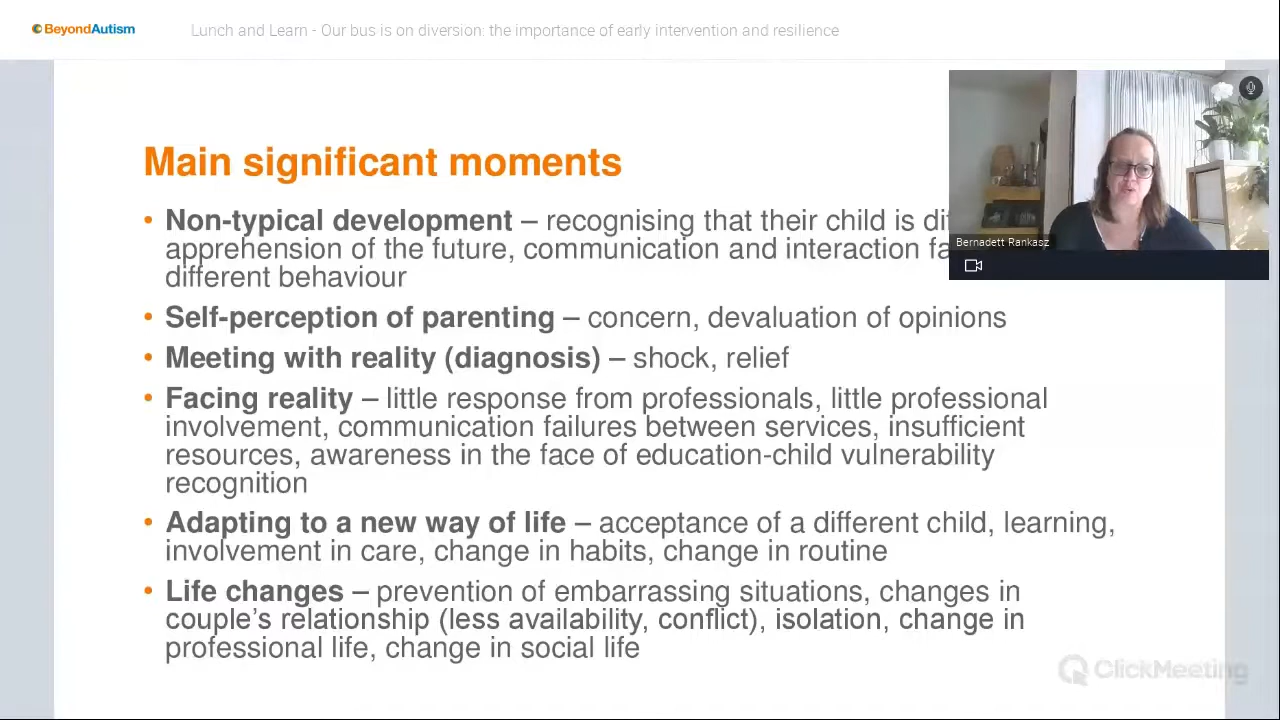 BeyondAutism
Lunch and Learn - Our bus is on diversion: the importance of early intervention and resilience
Main significant moments
• Non-typical development – recognising that their child is
apprehension of the future, communication and interaction
different behaviour
• Self-perception of parenting – concern, devaluation of opinions
• Meeting with reality (diagnosis) – shock, relief
• Facing reality – little response from professionals, little professional
involvement, communication failures between services, insufficient
resources, awareness in the face of education-child vulnerability
recognition
• Adapting to a new way of life – acceptance of a different child, learning,
involvement in care, change in habits, change in routine
• Life changes – prevention of embarrassing situations, changes in
couple's relationship (less availability, conflict), isolation, change in
professional life, change in social life
Bernadett Rankasz
ClickMeeting